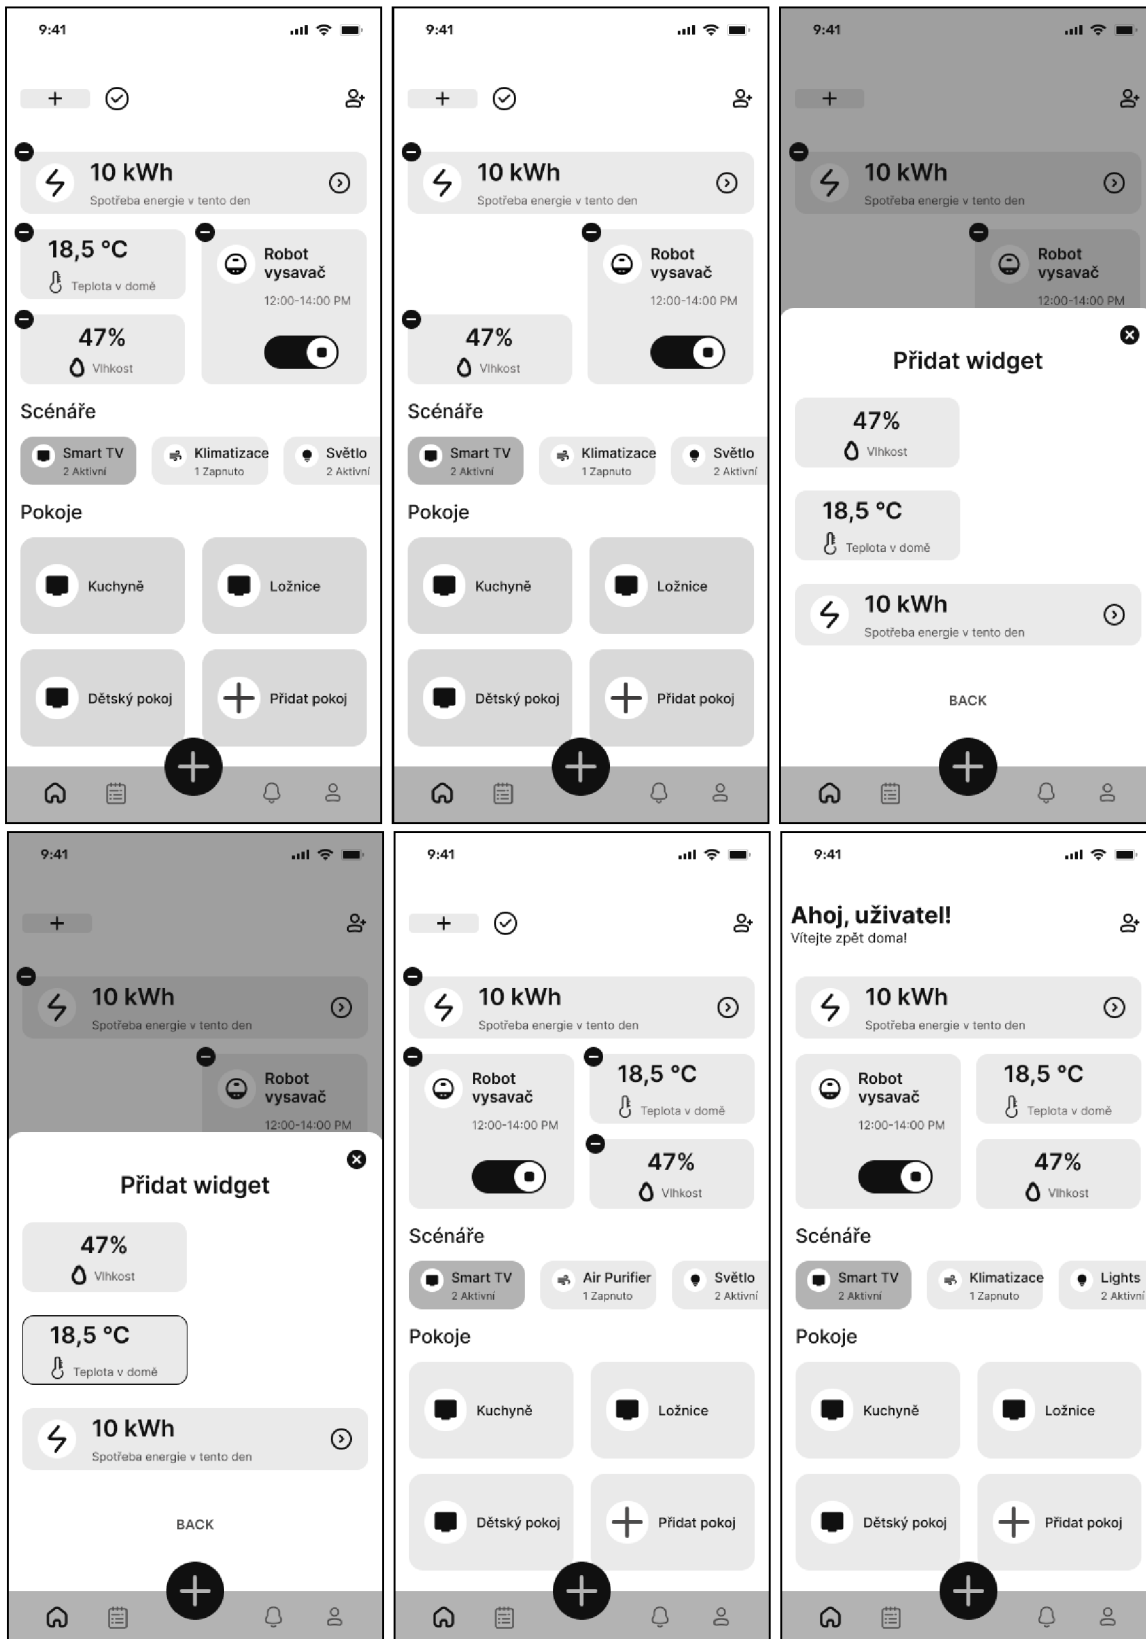 9:41
10 kWh
Spotřeba energie v tento den
18,5 °C
Teplota v domě
Robot
vysavač
12:00-14:00 PM
47%
Vlhkost
Scénáře
Smart TV
2 Aktivní
Klimatizace
1 Zapnuto
Světlo
2 Aktivní
Pokoje
Kuchyně
Ložnice
Dětský pokoj
Přidat pokoj
9:41
10 kWh
Spotřeba energie v tento den
Robot
vysavač
12:00-14:00 PM
47%
Vlhkost
Scénáře
Smart TV
2 Aktivní
Klimatizace
1 Zapnuto
Světlo
2 Aktivní
Pokoje
Kuchyně
Ložnice
Dětský pokoj
Přidat pokoj
9:41
10 kWh
Spotřeba energie v tento den
Robot
vysavač
12:00-14:00 PM
Přidat widget
47%
Vlhkost
18,5 °C
Teplota v domě
10 kWh
Spotřeba energie v tento den
BACK
9:41
10 kWh
Spotřeba energie v tento den
Robot
vysavač
12:00-14:00 PM
Přidat widget
47%
Vlhkost
18,5 °C
Teplota v domě
10 kWh
Spotřeba energie v tento den
BACK
9:41
10 kWh
Spotřeba energie v tento den
Robot
vysavač
12:00-14:00 PM
18,5 °C
Teplota v domě
47%
Vlhkost
Scénáře
Smart TV
2 Aktivní
Air Purifier
1 Zapnuto
Světlo
2 Aktivní
Pokoje
Kuchyně
Ložnice
Dětský pokoj
Přidat pokoj
9:41
Ahoj, uživatel!
Vítejte zpět doma!
10 kWh
Spotřeba energie v tento den
Robot
vysavač
12:00-14:00 PM
18,5 °C
Teplota v domě
47%
Vlhkost
Scénáře
Smart TV
2 Aktivní
Klimatizace
1 Zapnuto
Lights
2 Aktivní
Pokoje
Kuchyně
Ložnice
Dětský pokoj
Přidat pokoj